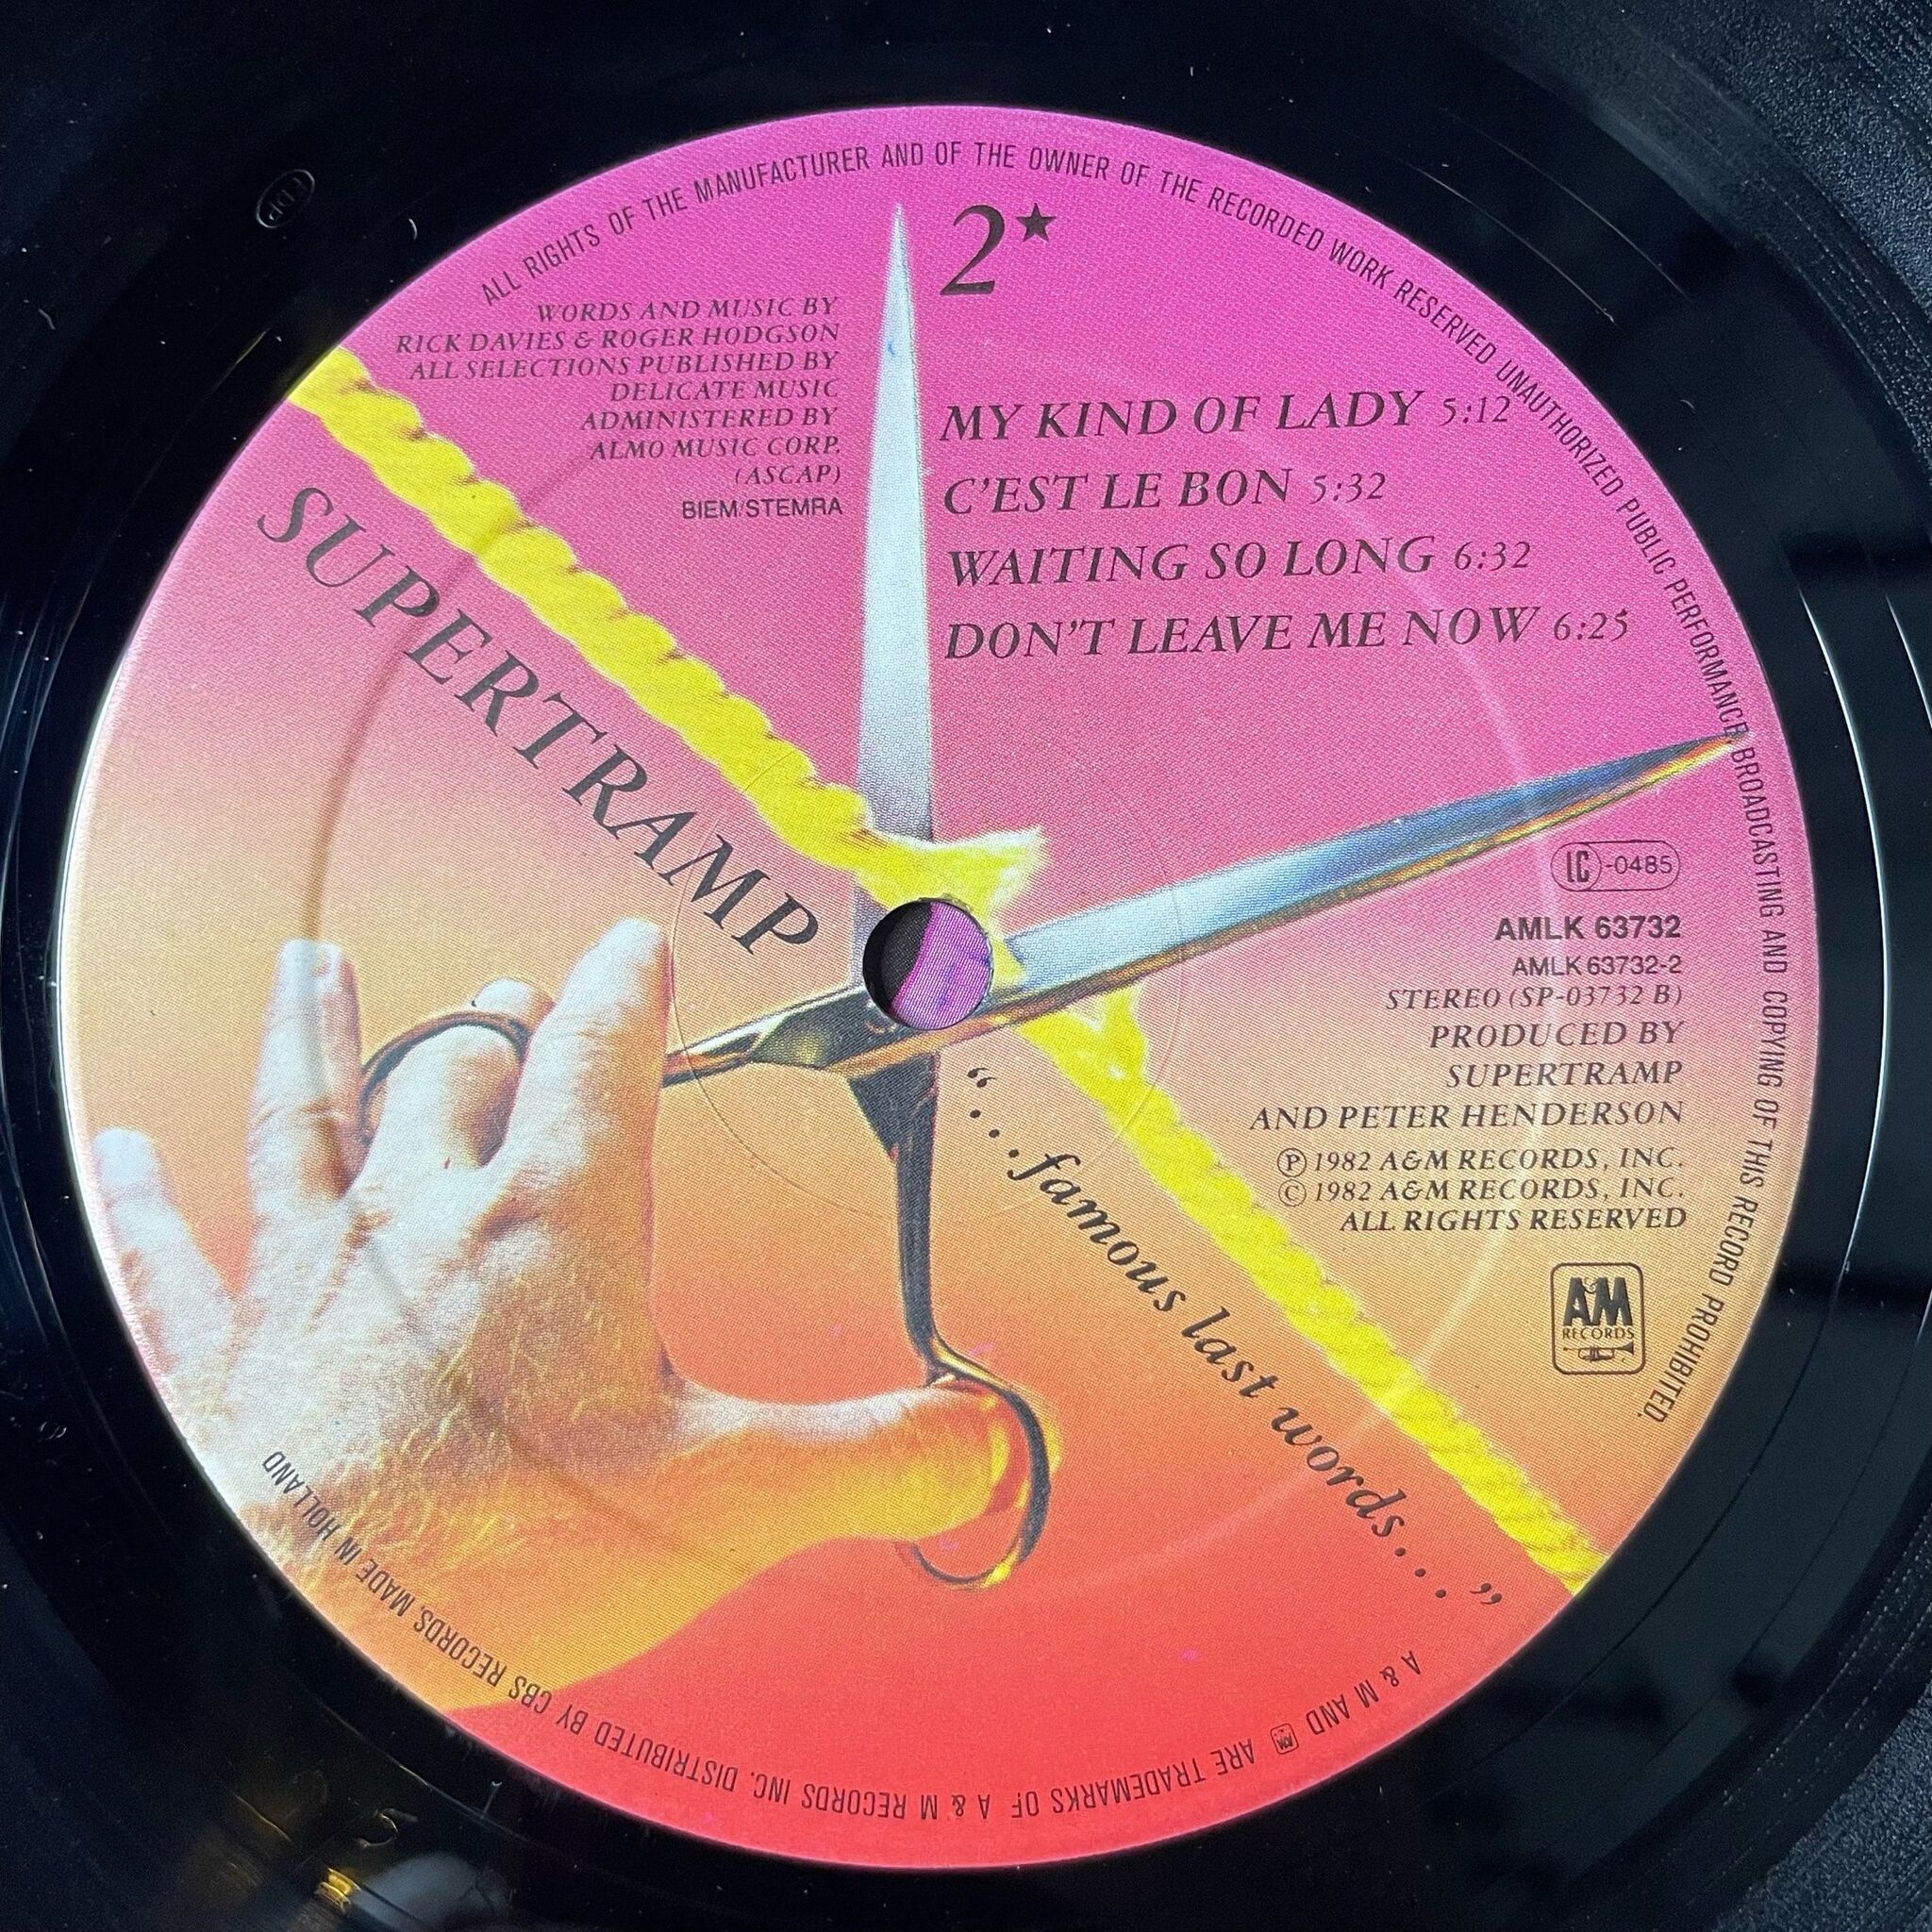 ALL RIGHTS OF THE MANUFACTURER AND OF THE OWNER OF THE RECORDED WORK RESERVED UNAUTHORIZED PUBLIC PERFORMANCE, BROADCASTING AND COPYING OF THIS RECORD PROHIBITED.
2★
WORDS AND MUSIC BY
RICK DAVIES & ROGER HODGSON
ALL SELECTIONS PUBLISHED BY
DELICATE MUSIC
ADMINISTERED BY
ALMO MUSIC CORP.
(ASCAP)
BIEM/STEMRA
MY KIND OF LADY 5:12
C'EST LE BON 5:32
WAITING SO LONG 6:32
DON'T LEAVE ME NOW 6:25
SUPERTRAMP
"...famous last words..."
LC-0485
AMLK 63732
AMLK 63732-2
STEREO (SP-03732 B)
PRODUCED BY
SUPERTRAMP
AND PETER HENDERSON
Ⓟ 1982 A&M RECORDS, INC.
© 1982 A&M RECORDS, INC.
ALL RIGHTS RESERVED
A&M
RECORDS
A & M AND ARE TRADEMARKS OF A & M RECORDS INC. DISTRIBUTED BY CBS RECORDS. MADE IN HOLLAND